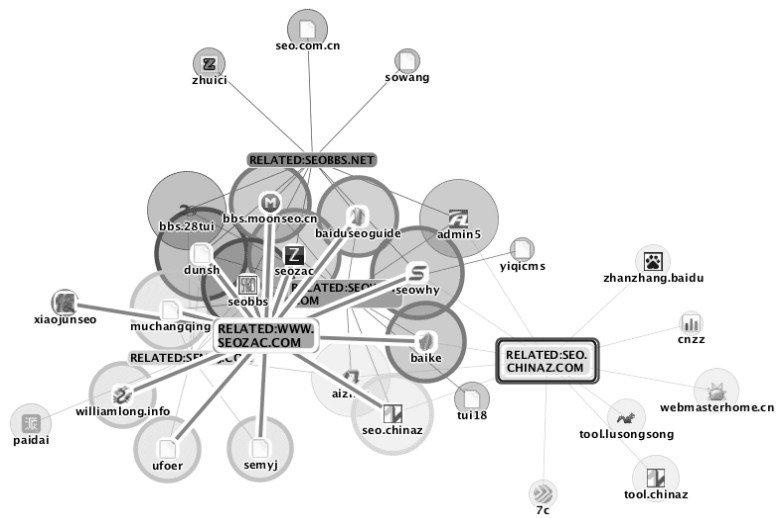 seo.com.cn
zhuici
sowang
RELATED:SEOBBS.NET
bbs.28tui
bbs.moonseo.cn
baiduseoguide
admin5
dunsh
seozac
yiqicms
zhanzhang.baidu
seobbs
seowhy
xiaojunseo
muchangqing
cnzz
RELATED:WWW.
SEOZAC.COM
baike
RELATED:SEO.
CHINAZ.COM
williamlong.info
seo.chinaz
tui18
webmasterhome.cn
paidai
派
tool.lusongsong
ufoer
semyj
tool.chinaz
7c